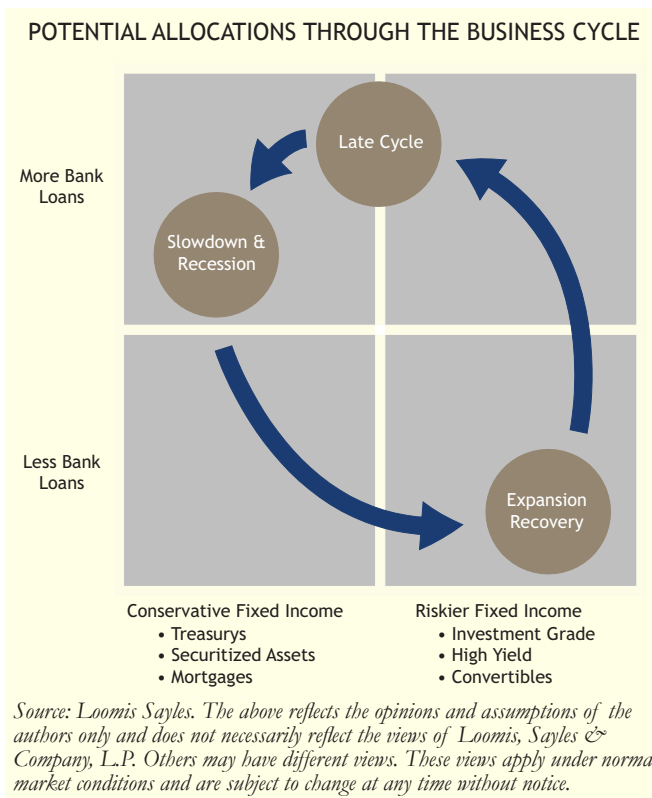 POTENTIAL ALLOCATIONS THROUGH THE BUSINESS CYCLE
More Bank
Loans
Late Cycle
Slowdown &
Recession
Less Bank
Loans
Expansion
Recovery
Conservative Fixed Income
• Treasurys
• Securitized Assets
• Mortgages
Riskier Fixed Income
• Investment Grade
• High Yield
• Convertibles
Source: Loomis Sayles. The above reflects the opinions and assumptions of the
authors only and does not necessarily reflect the views of Loomis, Sayles &
Company, L.P. Others may have different views. These views apply under norma
market conditions and are subject to change at any time without notice.